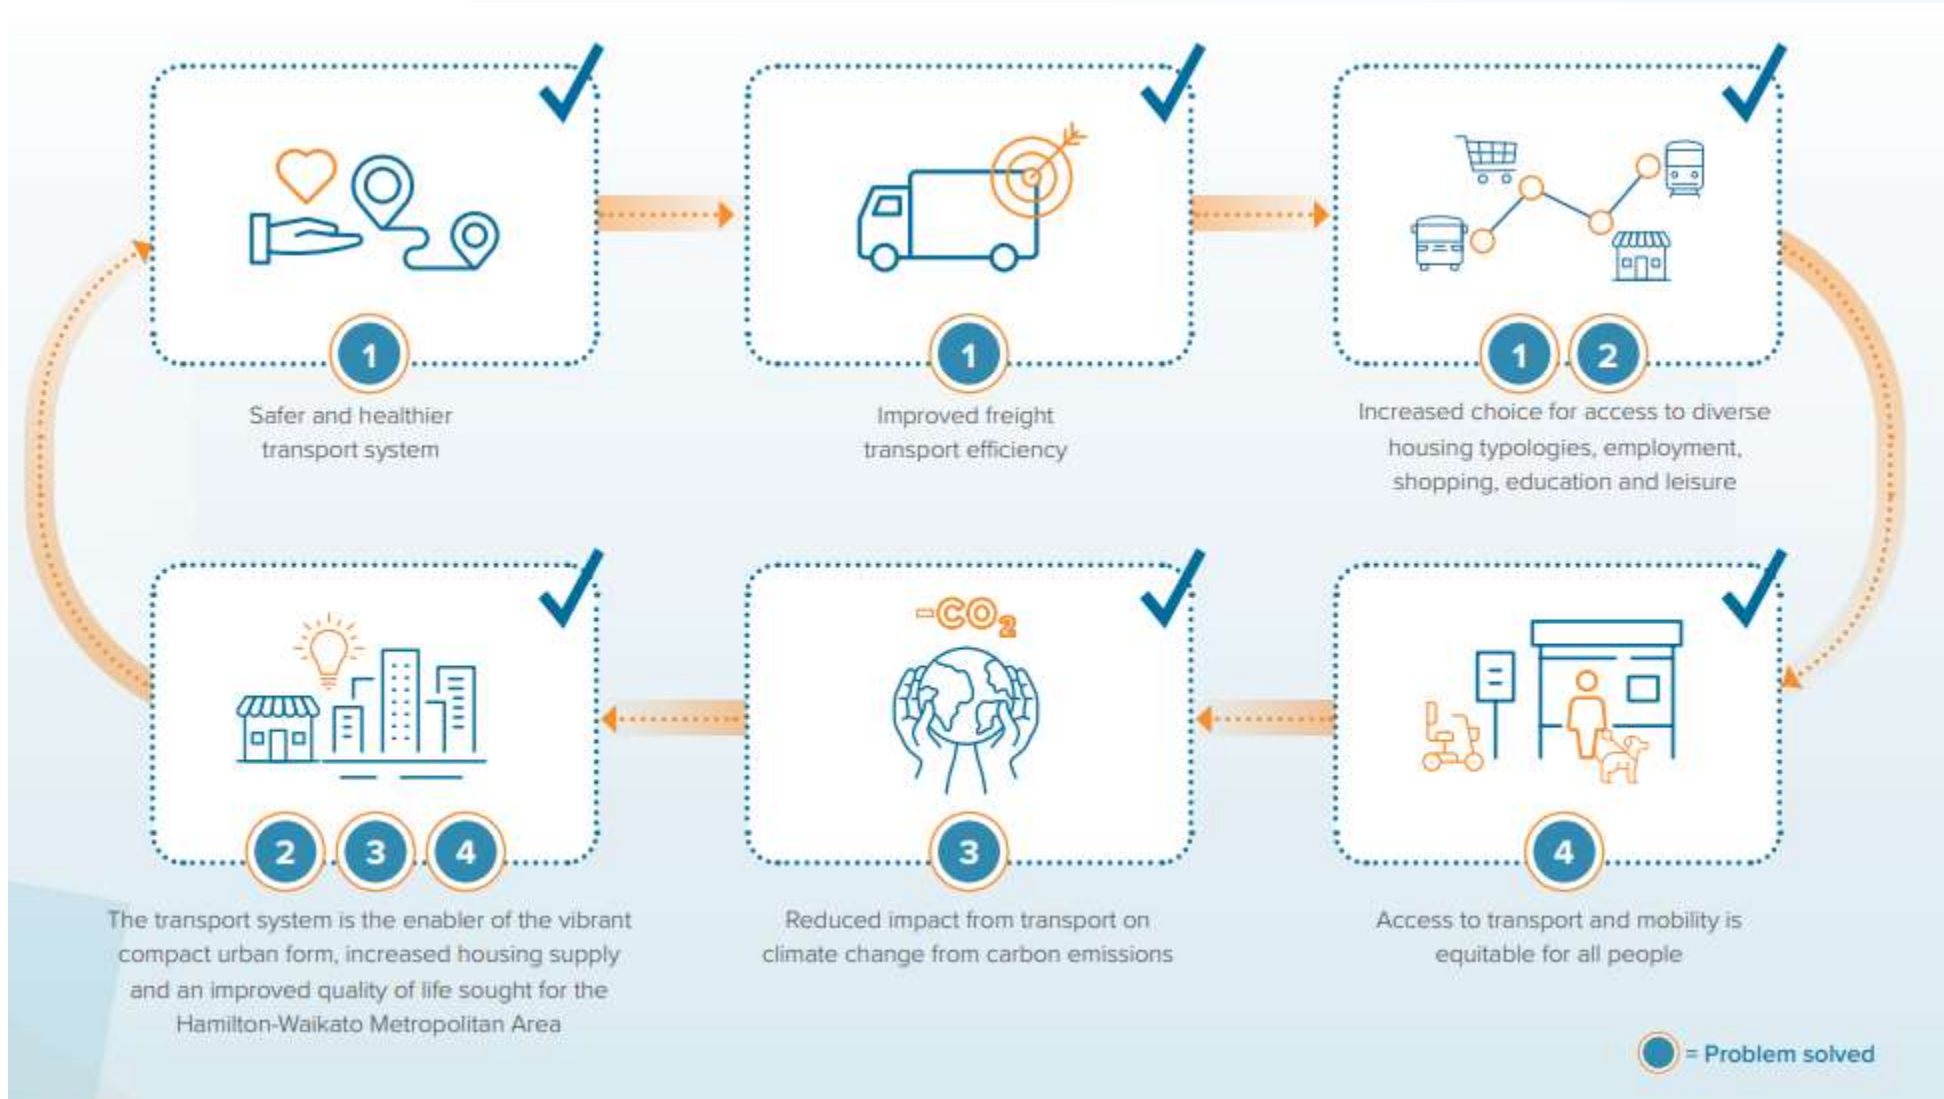 1
Safer and healthier
transport system
1
Improved freight
transport efficiency
1 2
Increased choice for access to diverse
housing typologies, employment,
shopping, education and leisure
2 3 4
The transport system is the enabler of the vibrant
compact urban form, increased housing supply
and an improved quality of life sought for the
Hamilton-Waikato Metropolitan Area
-CO2
3
Reduced impact from transport on
climate change from carbon emissions
4
Access to transport and mobility is
equitable for all people
= Problem solved